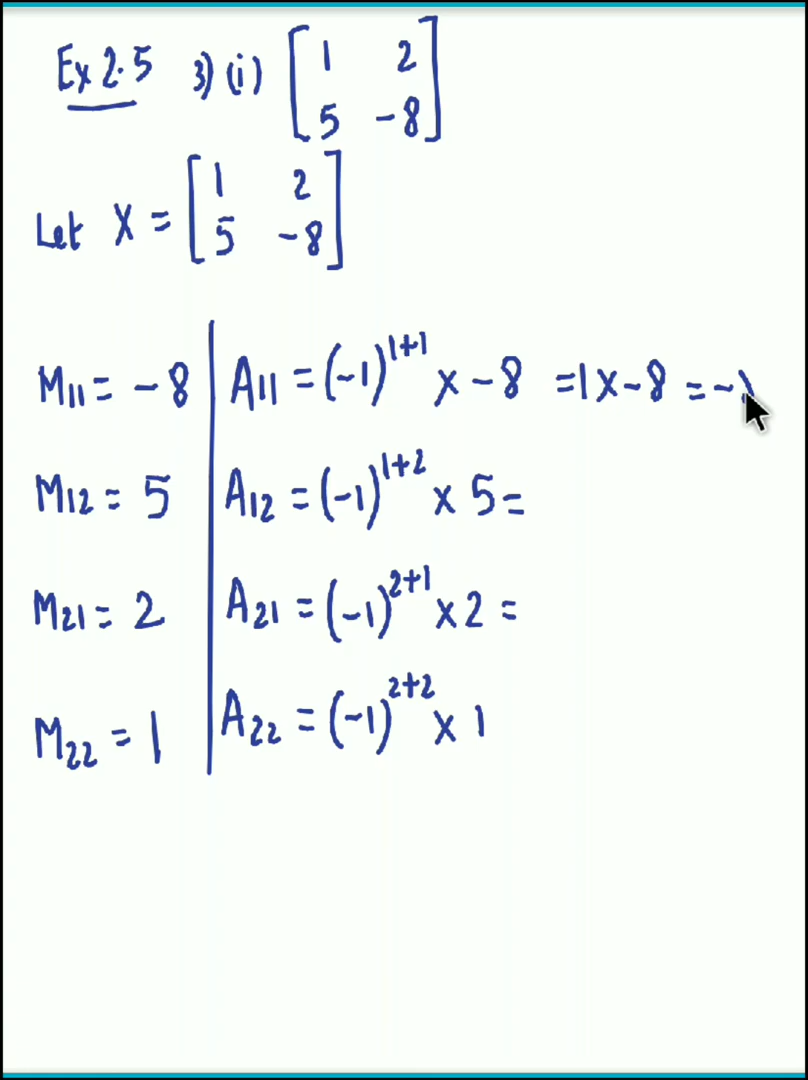 Ex 2.5 3) (i) [1 2
5 -8]
Let X = [1 2
5 -8]
M11 = -8 A11 = (-1)^1+1 x -8 =1 x -8 = -
M12 = 5 A12 = (-1)^1+2 x 5 =
M21 = 2 A21 = (-1)^2+1 x 2 =
M22 = 1 A22 = (-1)^2+2 x 1